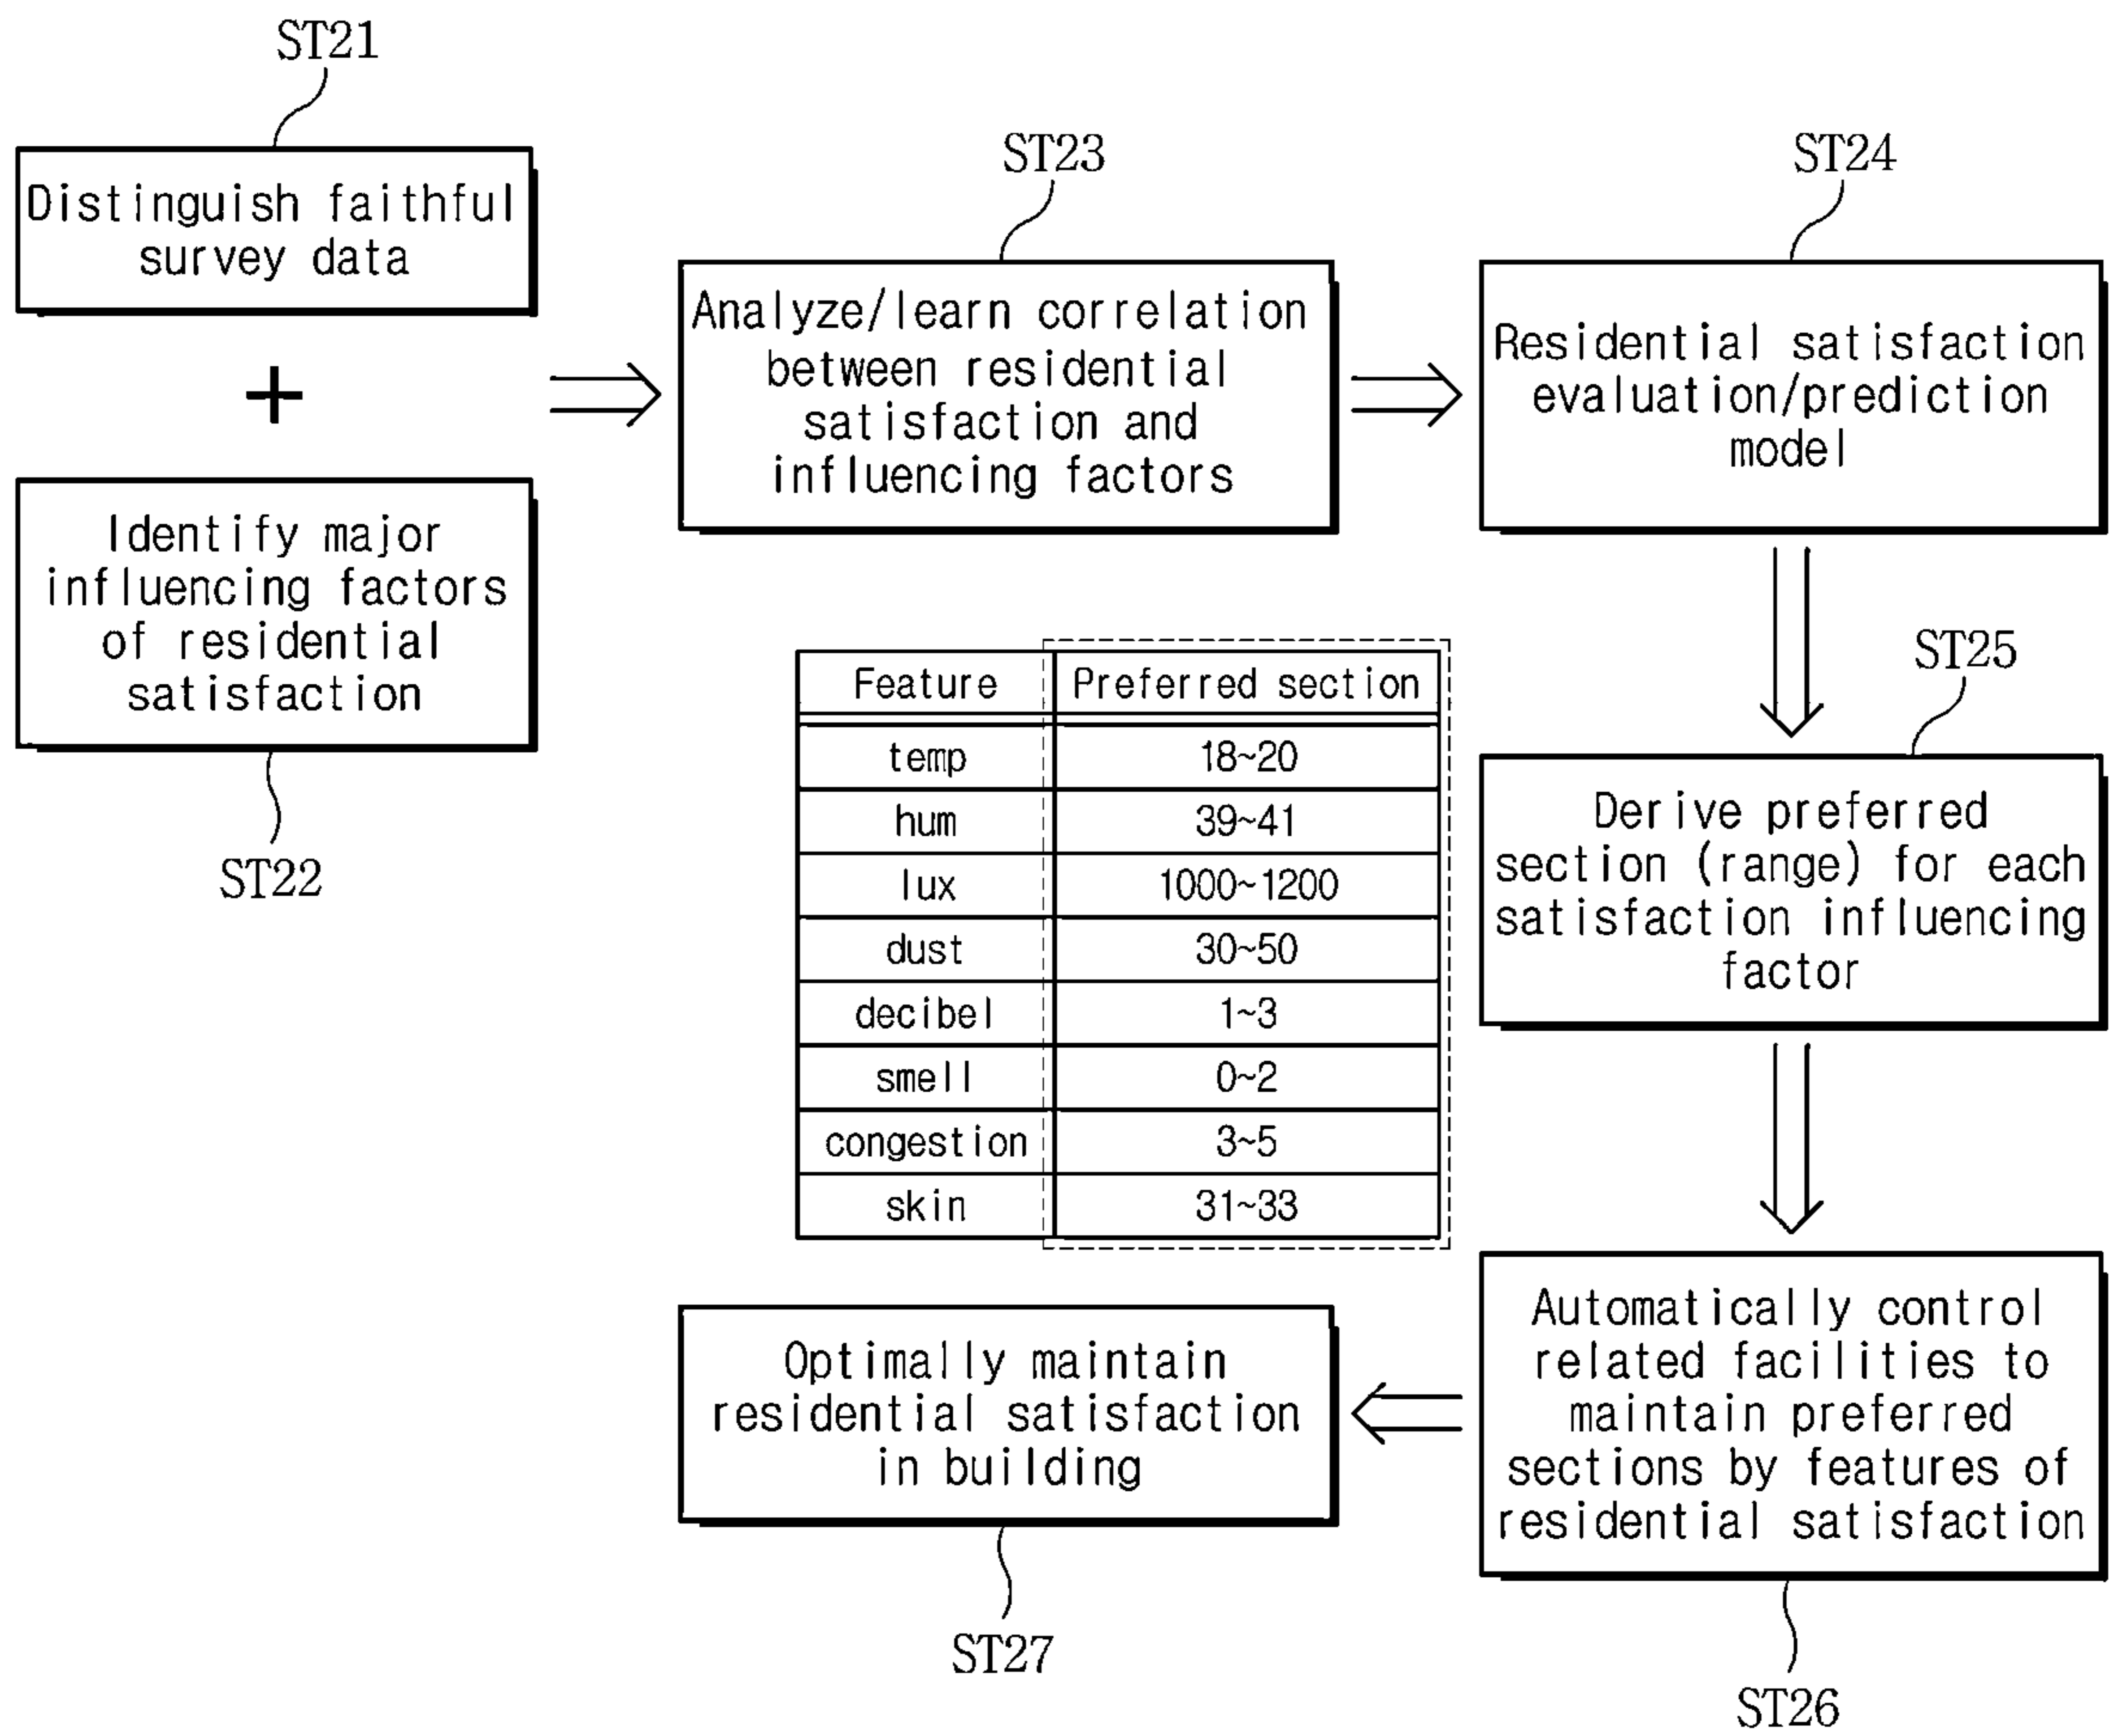 ST21
Distinguish faithful
survey data
+
Identify major
influencing factors
of residential
satisfaction
ST22
ST23
Analyze/learn correlation
between residential
satisfaction and
influencing factors
ST24
Residential satisfaction
evaluation/prediction
model
ST25
Derive preferred
section (range) for each
satisfaction influencing
factor
Feature Preferred section
temp 18~20
hum 39~41
lux 1000~1200
dust 30~50
decibel 1~3
smell 0~2
congestion 3~5
skin 31~33
Automatically control
related facilities to
maintain preferred
sections by features of
residential satisfaction
ST26
Optimally maintain
residential satisfaction
in building
ST27